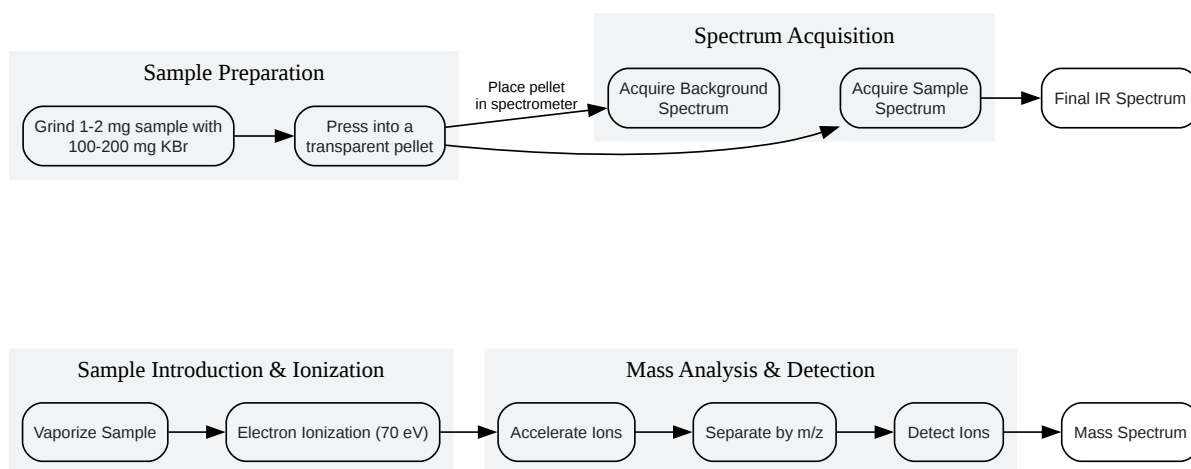 Spectrum Acquisition
Sample Preparation
Place pellet
in spectrometer
Grind 1-2 mg sample with
100-200 mg KBr
Press into a
transparent pellet
Acquire Background
Spectrum
Acquire Sample
Spectrum
Final IR Spectrum
Sample Introduction & Ionization
Mass Analysis & Detection
Vaporize Sample
Electron Ionization (70 eV)
Accelerate Ions
Separate by m/z
Detect Ions
Mass Spectrum